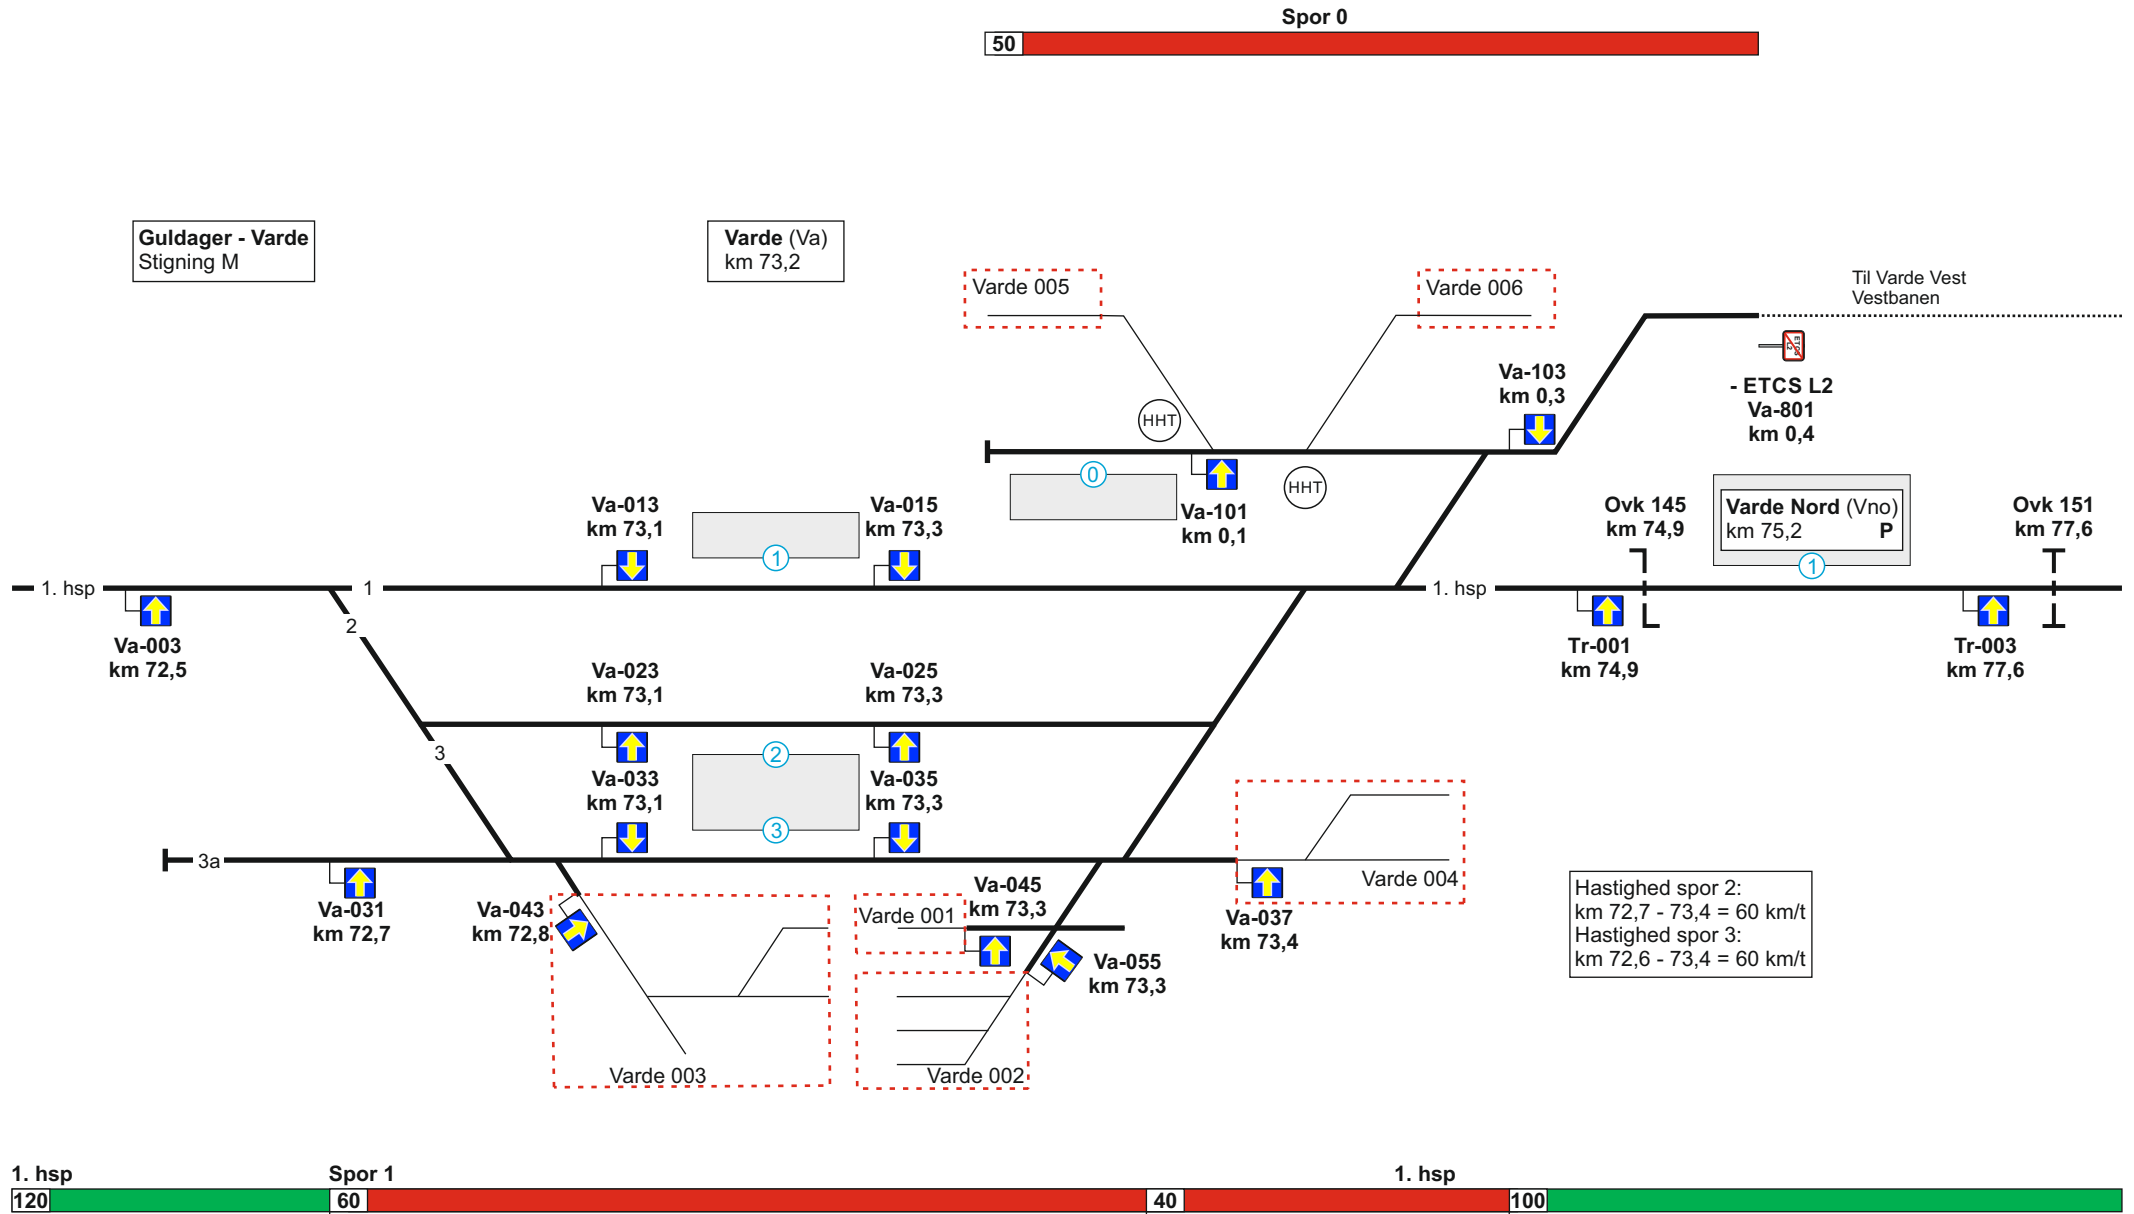 Spor 0
50
Guldager - Varde
Stigning M
Varde (Va)
km 73,2
Varde 005
Varde 006
Til Varde Vest
Vestbanen
ETCS
L2
- ETCS L2
Va-801
km 0,4
Va-103
km 0,3
HHT
HHT
0
Va-101
km 0,1
Va-013
km 73,1
Va-015
km 73,3
1
Ovk 145
km 74,9
Varde Nord (Vno)
km 75,2 P
1
Ovk 151
km 77,6
1. hsp
1
1. hsp
2
Va-003
km 72,5
Tr-001
km 74,9
Tr-003
km 77,6
Va-023
km 73,1
Va-025
km 73,3
3
2
Va-033
km 73,1
Va-035
km 73,3
3
3a
Va-031
km 72,7
Va-043
km 72,8
Varde 001
Va-045
km 73,3
Varde 004
Va-037
km 73,4
Va-055
km 73,3
Varde 003
Varde 002
Hastighed spor 2:
km 72,7 - 73,4 = 60 km/t
Hastighed spor 3:
km 72,6 - 73,4 = 60 km/t
1. hsp
Spor 1
1. hsp
120
60
40
100